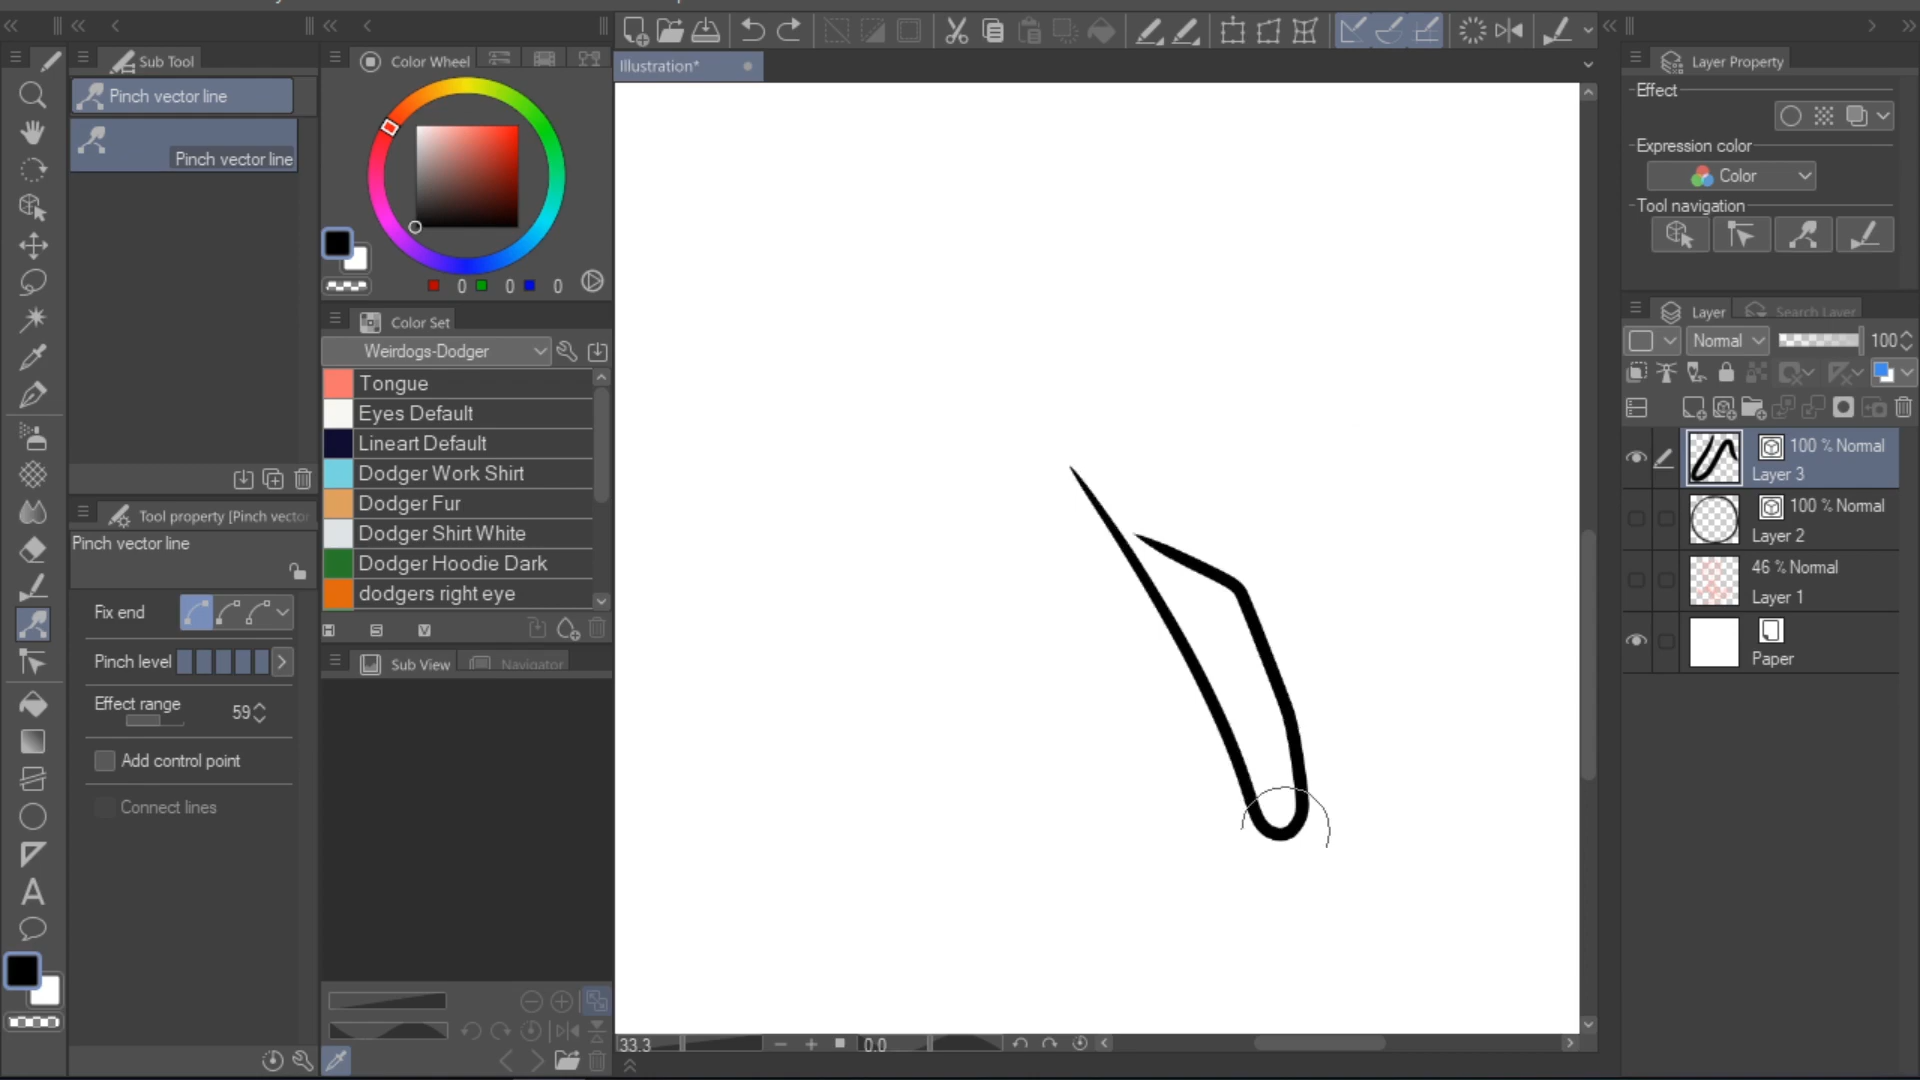 Sub Tool
Pinch vector line
Pinch vector line
Tool property [Pinch vector
Pinch vector line
Fix end
Pinch level
Effect range
59
Add control point
Connect lines
Color Wheel
0
0
0
Color Set
Weirdogs-Dodger
Tongue
Eyes Default
Lineart Default
Dodger Work Shirt
Dodger Fur
Dodger Shirt White
Dodger Hoodie Dark
dodgers right eye
H
S
V
Sub View
Navigator
Illustration*
33.3
0.0
Layer Property
Effect
Expression color
Color
Tool navigation
Layer
Search Layer
Normal
100
100 % Normal
Layer 3
100 % Normal
Layer 2
46 % Normal
Layer 1
Paper